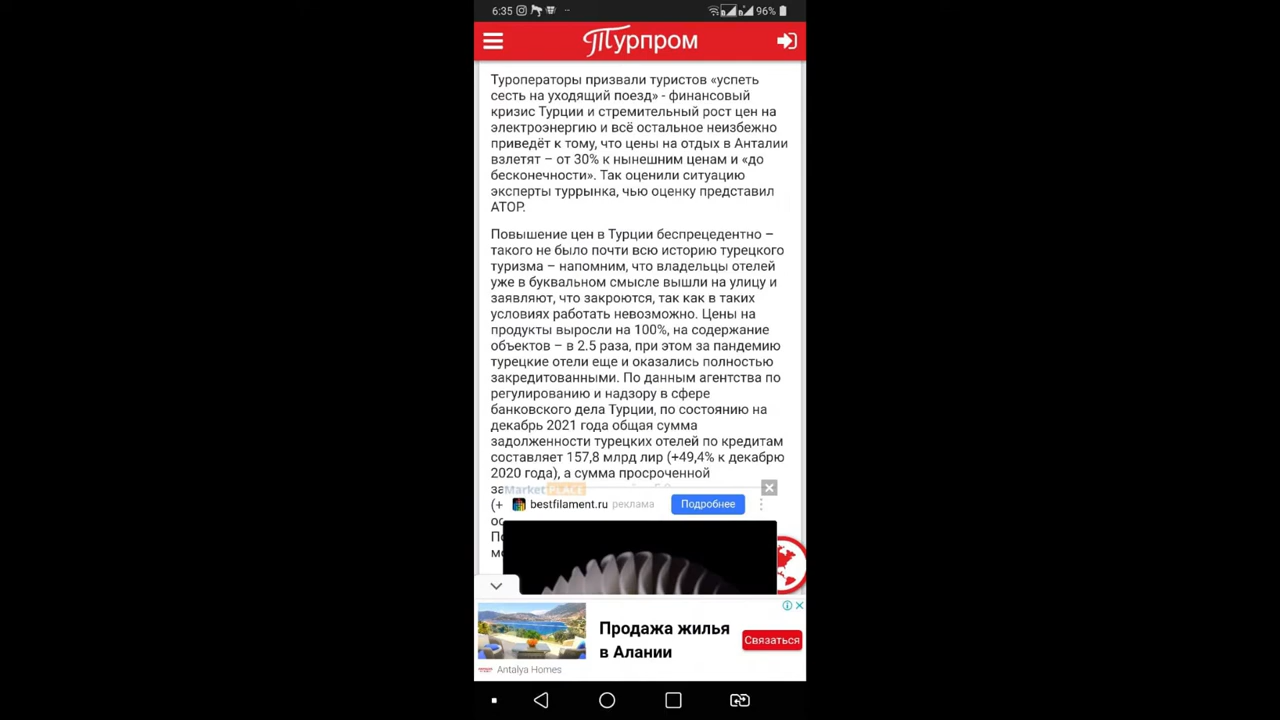 6:35
96%
Турпром
Туроператоры призвали туристов «успеть
сесть на уходящий поезд» - финансовый
кризис Турции и стремительный рост цен на
электроэнергию и всё остальное неизбежно
приведёт к тому, что цены на отдых в Анталии
взлетят – от 30% к нынешним ценам и «до
бесконечности». Так оценили ситуацию
эксперты туррынка, чью оценку представил
АТОР.
Повышение цен в Турции беспрецедентно –
такого не было почти всю историю турецкого
туризма – напомним, что владельцы отелей
уже в буквальном смысле вышли на улицу и
заявляют, что закроются, так как в таких
условиях работать невозможно. Цены на
продукты выросли на 100%, на содержание
объектов – в 2.5 раза, при этом за пандемию
турецкие отели еще и оказались полностью
закредитованными. По данным агентства по
регулированию и надзору в сфере
банковского дела Турции, по состоянию на
декабрь 2021 года общая сумма
задолженности турецких отелей по кредитам
составляет 157,8 млрд лир (+49,4% к декабрю
2020 года), а сумма просроченной
Market PLACE
bestfilament.ru реклама Подробнее
Продажа жилья
в Алании
Связаться
Antalya Homes